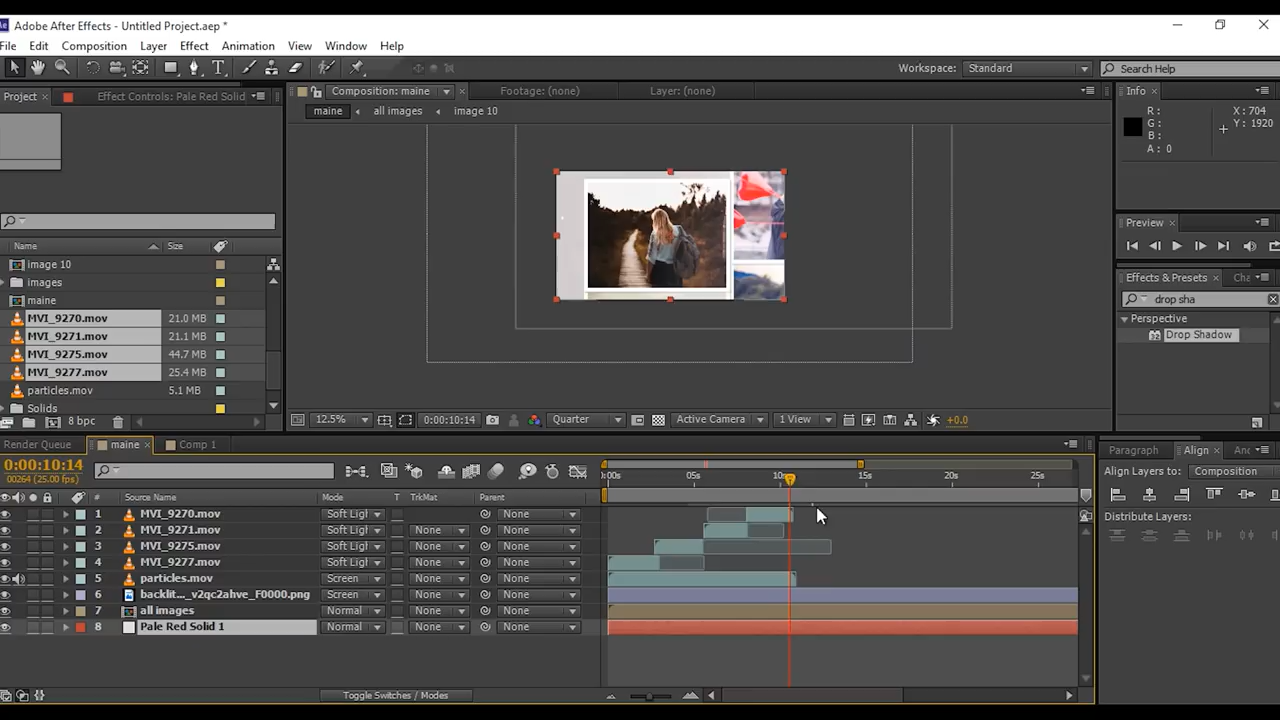 Ae Adobe After Effects - Untitled Project.aep *
File Edit Composition Layer Effect Animation View Window Help
T Workspace: Standard Search Help
Project × Effect Controls: Pale Red Solid
Composition: maine × Footage: (none) Layer: (none)
Info ×
maine all images image 10
R : X : 704
G : Y : 1920
B :
A : 0
Preview ×
Name Size
image 10
images
maine
MVI_9270.mov 21.0 MB
MVI_9271.mov 21.1 MB
MVI_9275.mov 44.7 MB
MVI_9277.mov 25.4 MB
particles.mov 5.1 MB
Solids
8 bpc
Effects & Presets × Cha
drop sha ×
Perspective
Drop Shadow
12.5% 0:00:10:14 Quarter Active Camera 1 View +0.0
Render Queue maine × Comp 1
0:00:10:14
00264 (25.00 fps)
:00s 05s 10s 15s 20s 25s
# Source Name Mode T TrkMat Parent
1 MVI_9270.mov Soft Ligh None
2 MVI_9271.mov Soft Ligh None None
3 MVI_9275.mov Soft Ligh None None
4 MVI_9277.mov Soft Ligh None None
5 particles.mov Screen None None
6 backlit..._v2qc2ahve_F0000.png Screen None None
7 all images Normal None None
8 Pale Red Solid 1 Normal None None
Toggle Switches / Modes
Paragraph Align ×
Align Layers to: Composition
Distribute Layers: